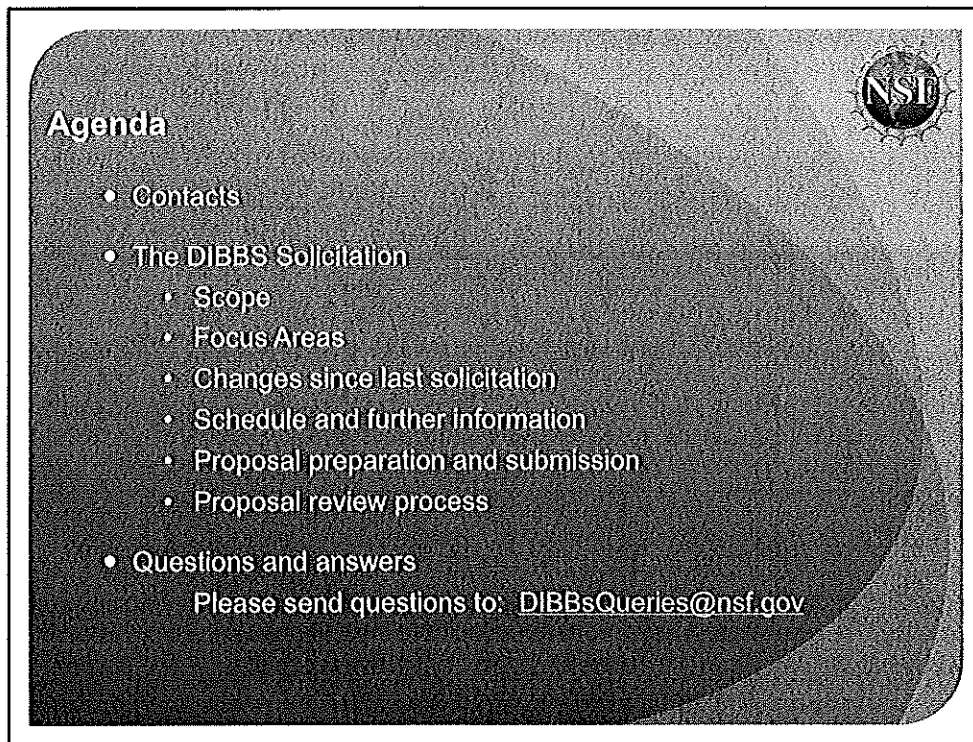 NSF
Agenda
• Contacts
• The DIBBS Solicitation
• Scope
• Focus Areas
• Changes since last solicitation
• Schedule and further information
• Proposal preparation and submission
• Proposal review process
• Questions and answers
Please send questions to: DIBBsQueries@nsf.gov